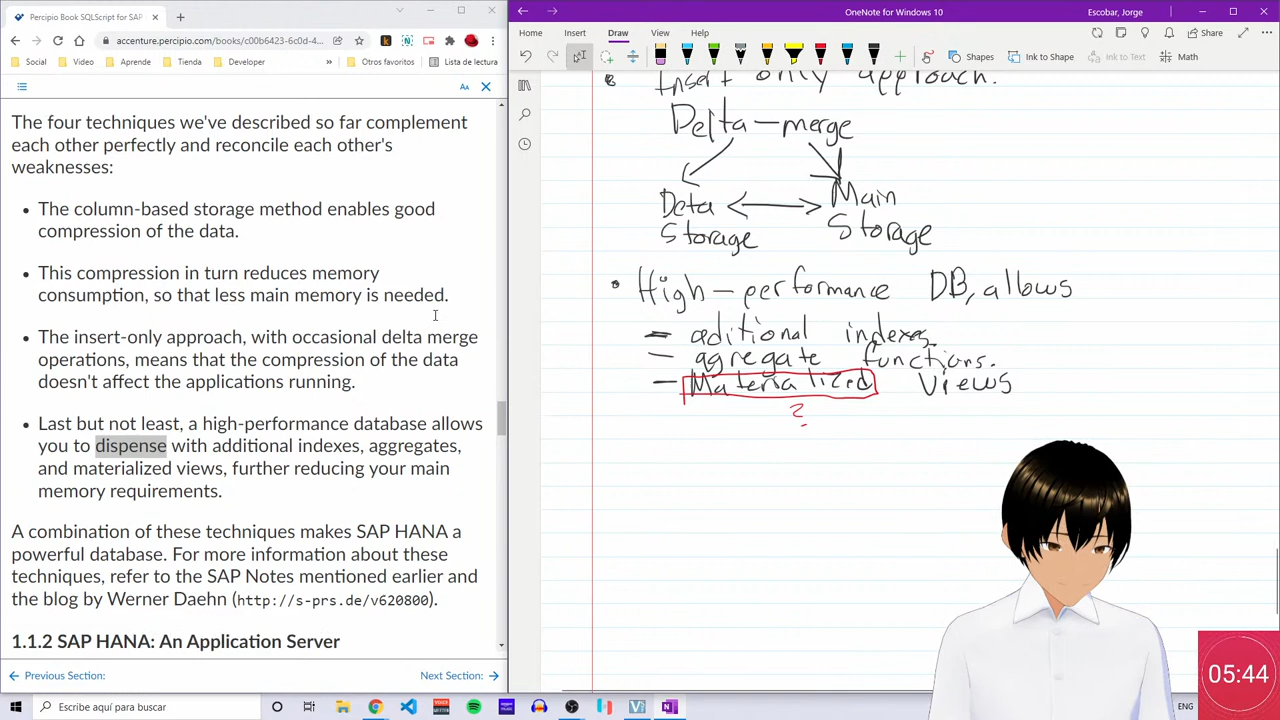 Percipio Book SQLScript for SAP
OneNote for Windows 10
Escobar, Jorge
accenture.percipio.com/books/c00b6423-6c0d-4...
Home
Insert
Draw
View
Help
Share
Social
Video
Aprende
Tienda
Developer
»
Otros favoritos
Lista de lectura
Shapes
Ink to Shape
Ink to Text
Math
AA
The four techniques we've described so far complement
each other perfectly and reconcile each other's
weaknesses:
• The column-based storage method enables good
compression of the data.
• This compression in turn reduces memory
consumption, so that less main memory is needed.
• The insert-only approach, with occasional delta merge
operations, means that the compression of the data
doesn't affect the applications running.
• Last but not least, a high-performance database allows
you to dispense with additional indexes, aggregates,
and materialized views, further reducing your main
memory requirements.
A combination of these techniques makes SAP HANA a
powerful database. For more information about these
techniques, refer to the SAP Notes mentioned earlier and
the blog by Werner Daehn (http://s-prs.de/v620800).
1.1.2 SAP HANA: An Application Server
Previous Section:
Next Section:
Insert only approach.
Delta-merge
Deta Main
Storage Storage
• High-performance DB, allows
- aditional indexes.
- agregate functions.
- Materialized Views
?
05:44
Escribe aquí para buscar
ENG